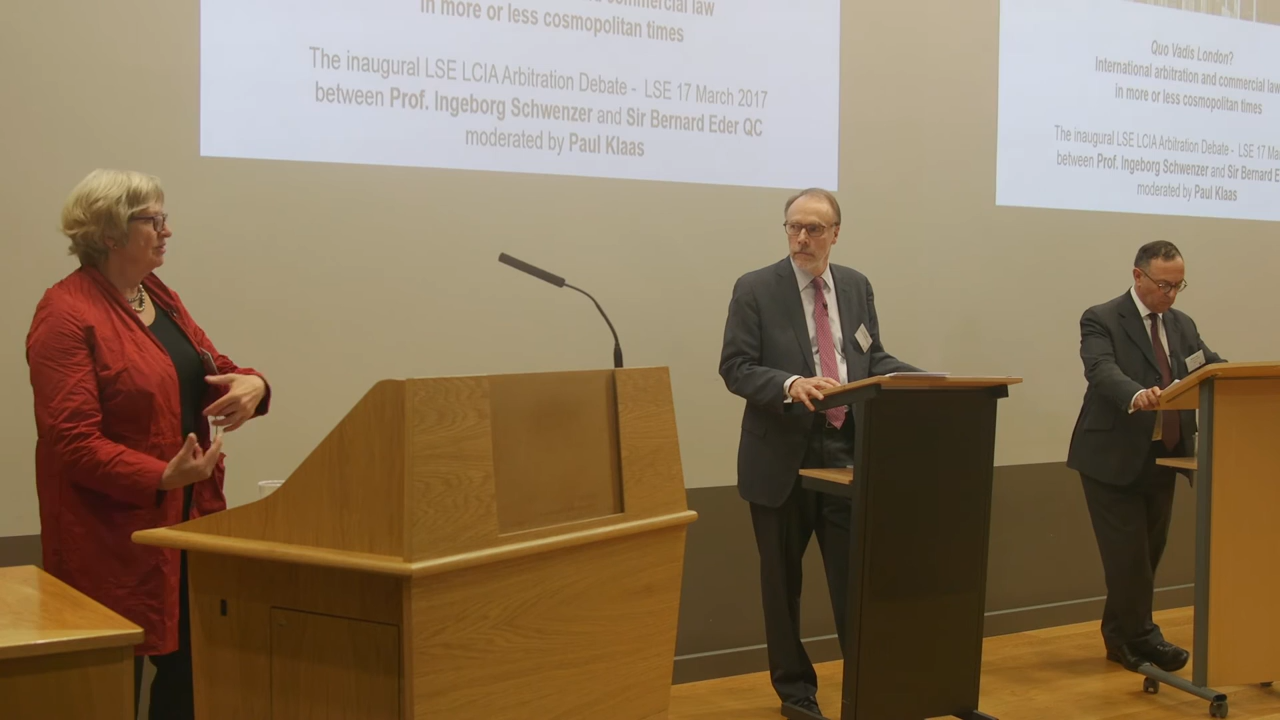 commercial law
in more or less cosmopolitan times
The inaugural LSE LCIA Arbitration Debate - LSE 17 March 2017
between Prof. Ingeborg Schwenzer and Sir Bernard Eder QC
moderated by Paul Klaas
Quo Vadis London?
International arbitration and commercial law
in more or less cosmopolitan times
The inaugural LSE LCIA Arbitration Debate - LSE 17
between Prof. Ingeborg Schwenzer and Sir Bernard
moderated by Paul Klaas